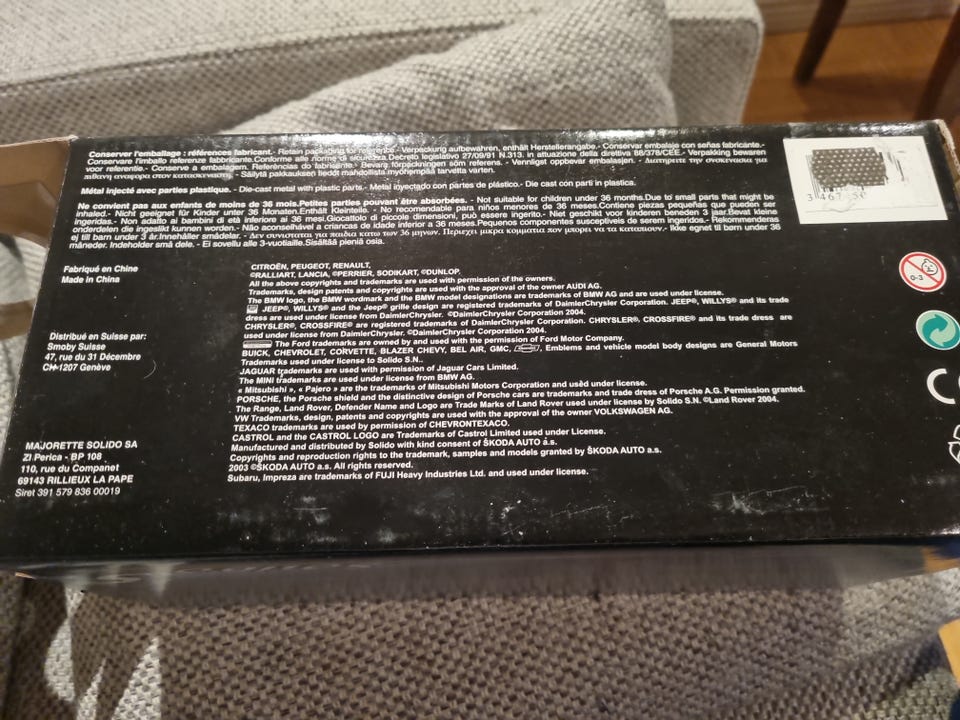 Conserver l'emballage : références fabricant.- Retain packaging for reference.- Verpackung aufbewahren, enthält Herstellerangabe.- Conservar embalaje con señas fabricante.-
Conservare l'imballo referenze fabbricante.Conforme alle norme di sicurezza.Decreto legislativo 27/09/91 N.313. in attuazione della direttiva 88/378/CEE.- Verpakking bewaren
voor referentie.- Conserve a embalagem. Referências do fabricante.- Bevara förpackningen som referens. - Vennligst oppbevar embalasjen. - Διατηρειτε την συσκευασια για
πιθανη αναφορα στον κατασκευαστη. - Säilytä pakkauksen tiedot mahdollista myöhempää tarvetta varten.
Métal injecté avec parties plastique. - Die-cast metal with plastic parts.- Metal inyectado con partes de plástico.- Die cast con parti in plastica.
Ne convient pas aux enfants de moins de 36 mois.Petites parties pouvant être absorbées. - Not suitable for children under 36 months.Due to small parts that might be
inhaled.- Nicht geeignet für Kinder unter 36 Monaten.Enthält Kleinteile. - No recomendable para niños menores de 36 meses.Contiene piezas pequeñas que pueden ser
ingeridas.- Non adatto ai bambini di età inferiore ai 36 mesi.Giocattolo di piccole dimensioni, può essere ingerito.- Niet geschikt voor kinderen beneden 3 jaar.Bevat kleine
onderdelen die ingeslikt kunnen worden.- Não aconselhável a criancas de idade inferior a 36 meses.Pequenos componentes susceptiveis de serem ingeridos.- Rekommenderas
ej till barn under 3 år.Innehåller smådelar. - Δεν συνισταται για παιδια κατω των 36 μηνων. Περιεχει μικρα κομματια που μπορει να τα καταπιουν.- Ikke egnet til børn under 36
måneder. Indeholder små dele. - Ei sovellu alle 3-vuotiaille.Sisältää pieniä osia.
Fabriqué en Chine
Made in China
Distribué en Suisse par:
Smoby Suisse
47, rue du 31 Décembre
CH-1207 Genève
MAJORETTE SOLIDO SA
ZI Perica - BP 108
110, rue du Companet
69143 RILLIEUX LA PAPE
Siret 391 579 836 00019
CITROËN, PEUGEOT, RENAULT,
©RALLIART, LANCIA, ©PERRIER, SODIKART, ©DUNLOP.
All the above copyrights and trademarks are used with permission of the owners.
Trademarks, design patents and copyrights are used with the approval of the owner AUDI AG.
The BMW logo, the BMW wordmark and the BMW model designations are trademarks of BMW AG and are used under license.
JEEP®, WILLYS® and the Jeep® grille design are registered trademarks of DaimlerChrysler Corporation. JEEP®, WILLYS® and its trade
dress are used under license from DaimlerChrysler. ©DaimlerChrysler Corporation 2004.
CHRYSLER®, CROSSFIRE® are registered trademarks of DaimlerChrysler Corporation. CHRYSLER®, CROSSFIRE® and its trade dress are
used under license from DaimlerChrysler. ©DaimlerChrysler Corporation 2004.
The Ford trademarks are owned by and used with the permission of Ford Motor Company.
BUICK, CHEVROLET, CORVETTE, BLAZER CHEVY, BEL AIR, GMC, Emblems and vehicle model body designs are General Motors
Trademarks used under license to Solido S.N..
JAGUAR trademarks are used with permission of Jaguar Cars Limited.
The MINI trademarks are used under license from BMW AG.
« Mitsubishi », « Pajero » are the trademarks of Mitsubishi Motors Corporation and used under license.
PORSCHE, the Porsche shield and the distinctive design of Porsche cars are trademarks and trade dress of Porsche A.G. Permission granted.
The Range, Land Rover, Defender Name and Logo are Trade Marks of Land Rover used under license by Solido S.N. ©Land Rover 2004.
VW Trademarks, design, patents and copyrights are used with the approval of the owner VOLKSWAGEN AG.
TEXACO trademarks are used by permission of CHEVRONTEXACO.
CASTROL and the CASTROL LOGO are Trademarks of Castrol Limited used under License.
Manufactured and distributed by Solido with kind consent of ŠKODA AUTO a.s.
Copyrights and reproduction rights to the trademark, samples and models granted by ŠKODA AUTO a.s.
2003 ©ŠKODA AUTO a.s. All rights reserved.
Subaru, Impreza are trademarks of FUJI Heavy Industries Ltd. and used under license.
0-3